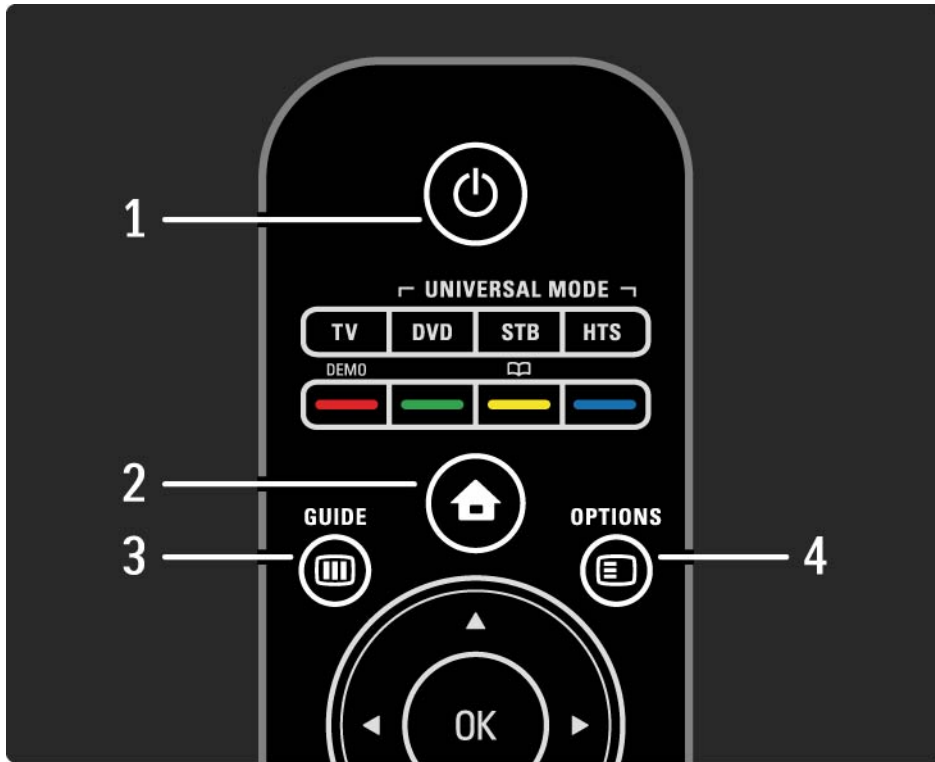 1
UNIVERSAL MODE
TV DVD STB HTS
DEMO
2
GUIDE OPTIONS
3 4
OK